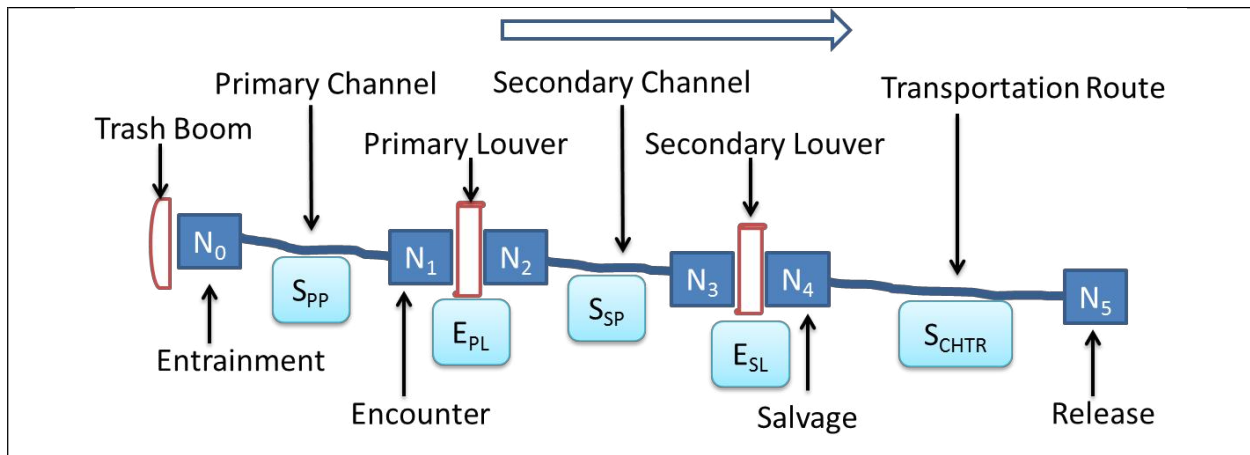 Primary Channel
Secondary Channel
Transportation Route
Trash Boom
Primary Louver
Secondary Louver
N0
N1
N2
N3
N4
N5
SPP
EPL
SSP
ESL
SCHTR
Entrainment
Encounter
Salvage
Release